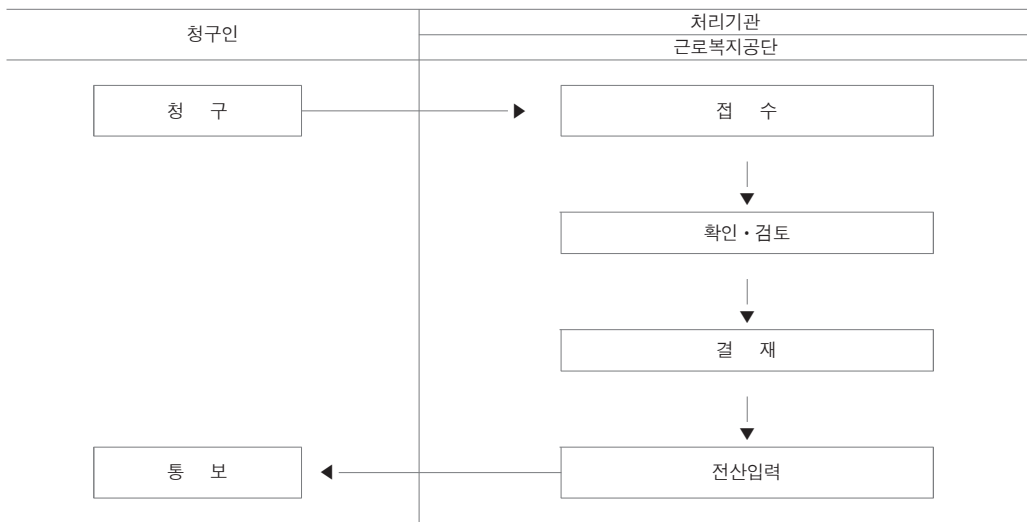 청구인
처리기관
근로복지공단
청 구
접 수
확인·검토
결 재
통 보
전산입력